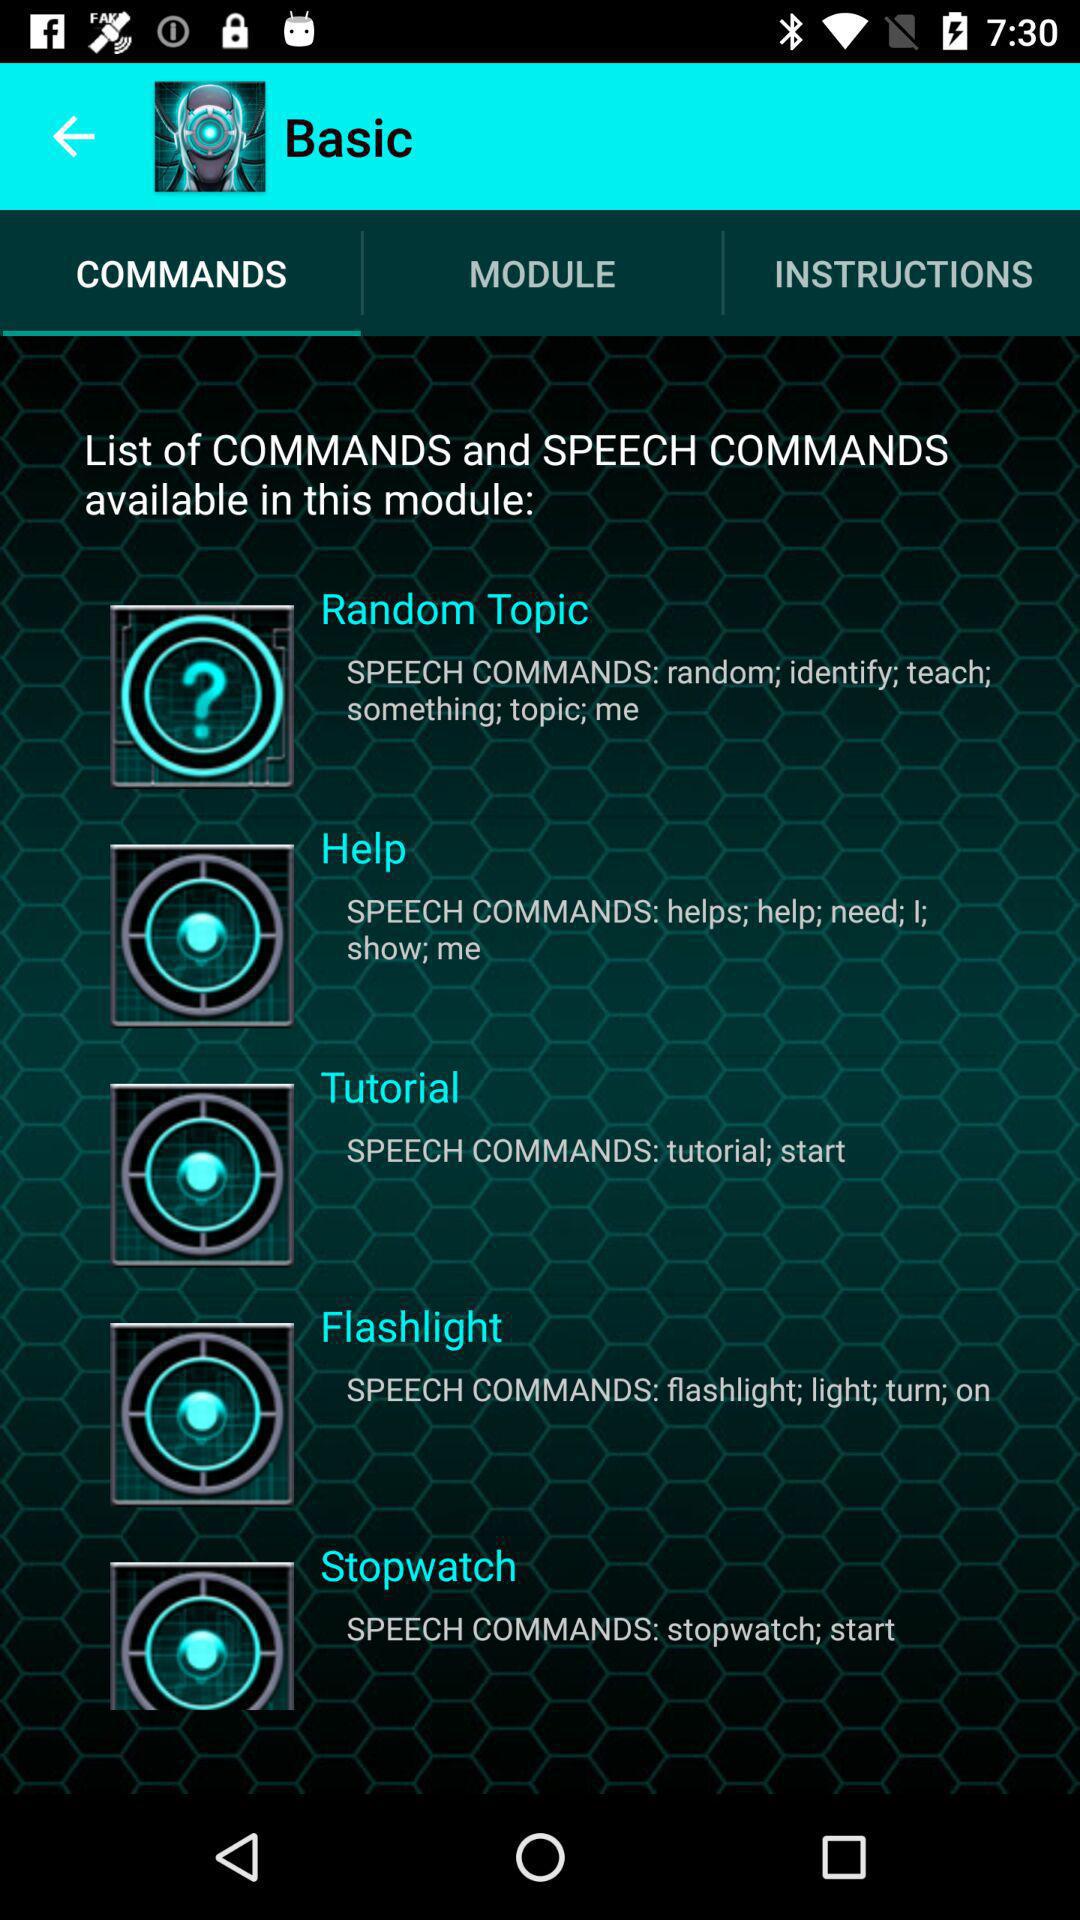 FAK
7:30
Basic
COMMANDS
MODULE
INSTRUCTIONS
List of COMMANDS and SPEECH COMMANDS
available in this module:
Random Topic
SPEECH COMMANDS: random; identify; teach;
something; topic; me
Help
SPEECH COMMANDS: helps; help; need; I;
show; me
Tutorial
SPEECH COMMANDS: tutorial; start
Flashlight
SPEECH COMMANDS: flashlight; light; turn; on
Stopwatch
SPEECH COMMANDS: stopwatch; start